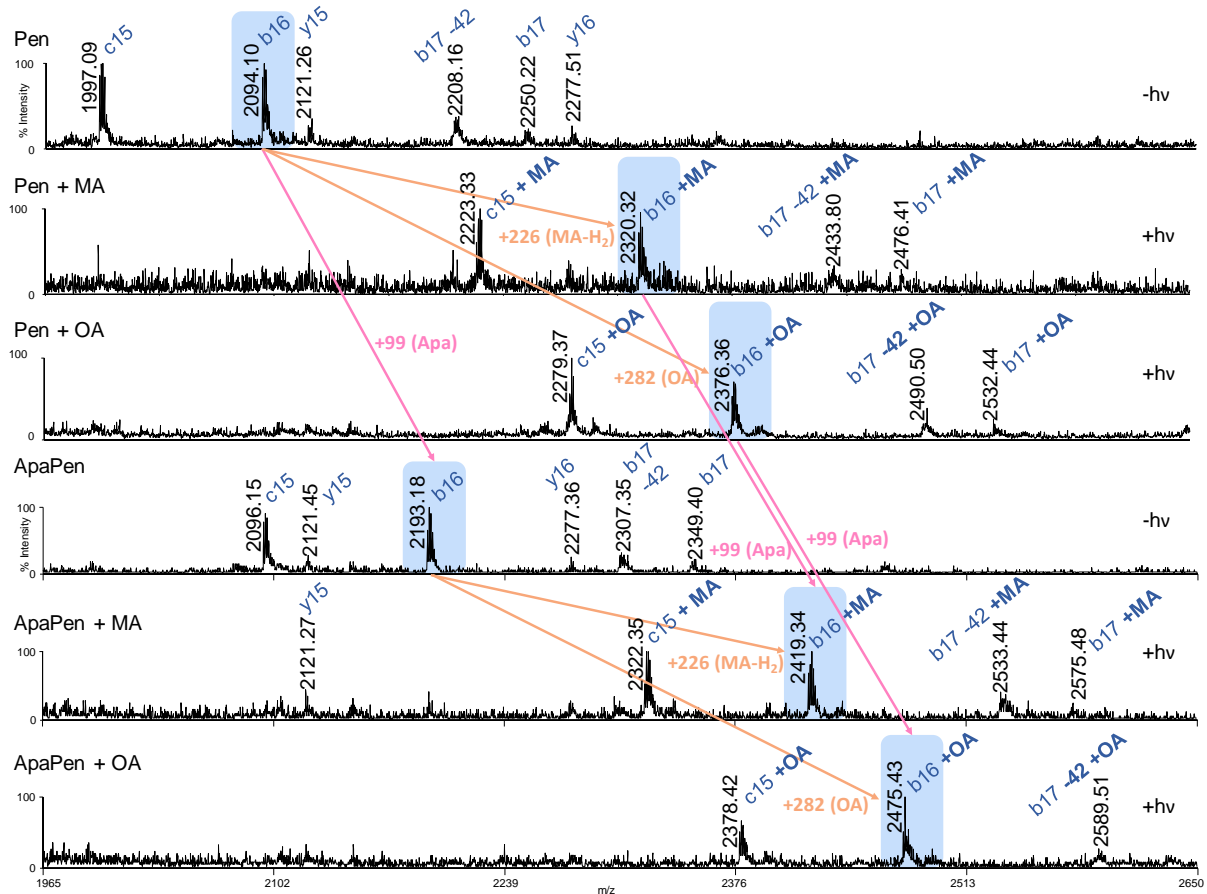 Pen
1997.09
c15
2094.10
b16
2121.26
y15
2208.16
b17 -42
2250.22
b17
2277.51
y16
% Intensity
100
0
-hν
Pen + MA
2223.33
c15 + MA
+226 (MA-H2)
2320.32
b16 +MA
2433.80
b17 -42 +MA
2476.41
b17 +MA
100
0
+hν
Pen + OA
+99 (Apa)
2279.37
c15 +OA
+282 (OA)
2376.36
b16 +OA
2490.50
b17 -42 +OA
2532.44
b17 +OA
100
0
+hν
ApaPen
2096.15
c15
2121.45
y15
2193.18
b16
2277.36
y16
2307.35
b17
-42
2349.40
b17
+99 (Apa)
+99 (Apa)
% Intensity
100
0
-hν
ApaPen + MA
2121.27
y15
2322.35
c15 + MA
+226 (MA-H2)
2419.34
b16 +MA
2533.44
b17 -42 +MA
2575.48
b17 +MA
100
0
+hν
ApaPen + OA
2378.42
c15 +OA
+282 (OA)
2475.43
b16 +OA
2589.51
b17 -42 +OA
100
0
+hν
1965
2102
2239
2376
2513
2650
m/z